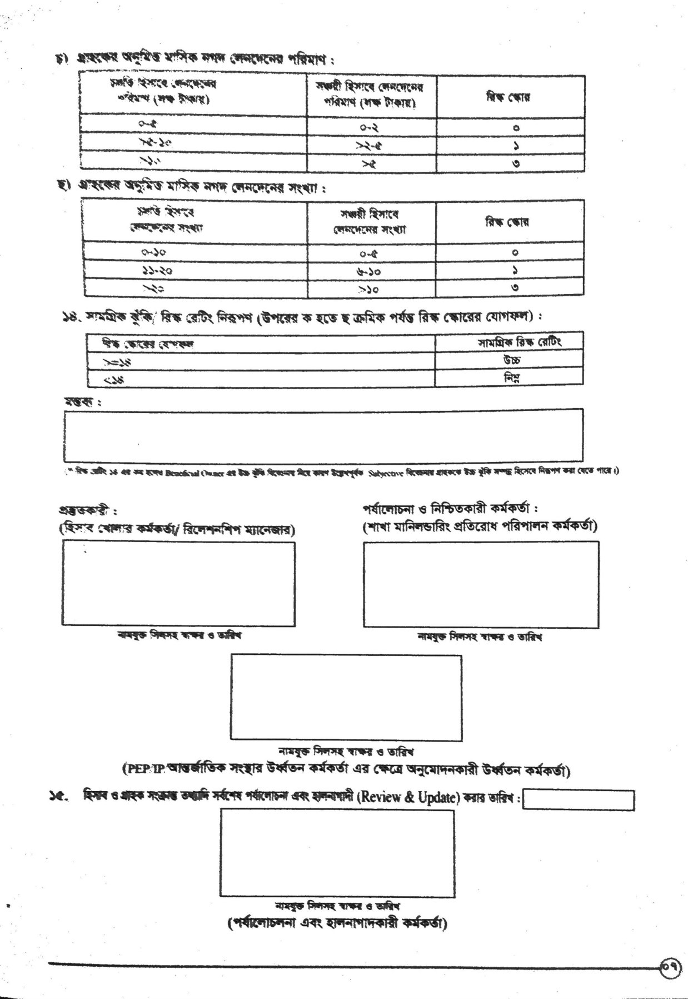 চ) গ্রাহকের অনুমিত মাসিক নগদ লেনদেনের পরিমাণ :
চলতি হিসাবে লেনদেনের
পরিমাণ (লক্ষ টাকায়)
সঞ্চয়ী হিসাবে লেনদেনের
পরিমাণ (লক্ষ টাকায়)
রিস্ক স্কোর
০-৫ ০-২ ০
>৫-১০ >২-৫ ১
>১০ >৫ ৩
ছ) গ্রাহকের অনুমিত মাসিক নগদ লেনদেনের সংখ্যা :
চলতি হিসাবে
লেনদেনের সংখ্যা
সঞ্চয়ী হিসাবে
লেনদেনের সংখ্যা
রিস্ক স্কোর
০-১০ ০-৫ ০
১১-২০ ৬-১০ ১
>২০ >১০ ৩
১৪. সামগ্রিক ঝুঁকি/ রিস্ক রেটিং নিরূপণ (উপরের ক হতে ছ ক্রমিক পর্যন্ত রিস্ক স্কোরের যোগফল) :
রিস্ক স্কোরের যোগফল সামগ্রিক রিস্ক রেটিং
>=১৪ উচ্চ
<১৪ নিম্ন
মন্তব্য :
(* রিস্ক রেটিং ১৪ এর কম হলেও Beneficial Owner এর উচ্চ ঝুঁকি বিবেচনায় নিয়ে কারণ উল্লেখপূর্বক Subjective বিবেচনায় গ্রাহককে উচ্চ ঝুঁকি সম্পন্ন হিসেবে নিরূপণ করা যেতে পারে।)
প্রস্তুতকারী :
(হিসাব খোলার কর্মকর্তা/ রিলেশনশিপ ম্যানেজার)
পর্যালোচনা ও নিশ্চিতকারী কর্মকর্তা :
(শাখা মানিলন্ডারিং প্রতিরোধ পরিপালন কর্মকর্তা)
নামযুক্ত সিলসহ স্বাক্ষর ও তারিখ
নামযুক্ত সিলসহ স্বাক্ষর ও তারিখ
নামযুক্ত সিলসহ স্বাক্ষর ও তারিখ
(PEP/IP/আন্তর্জাতিক সংস্থার উর্ধ্বতন কর্মকর্তা এর ক্ষেত্রে অনুমোদনকারী উর্ধ্বতন কর্মকর্তা)
১৫. হিসাব ও গ্রাহক সংক্রান্ত তথ্যাদি সর্বশেষ পর্যালোচনা এবং হালনাগাদী (Review & Update) করার তারিখ :
নামযুক্ত সিলসহ স্বাক্ষর ও তারিখ
(পর্যালোচলনা এবং হালনাগাদকারী কর্মকর্তা)
০৭